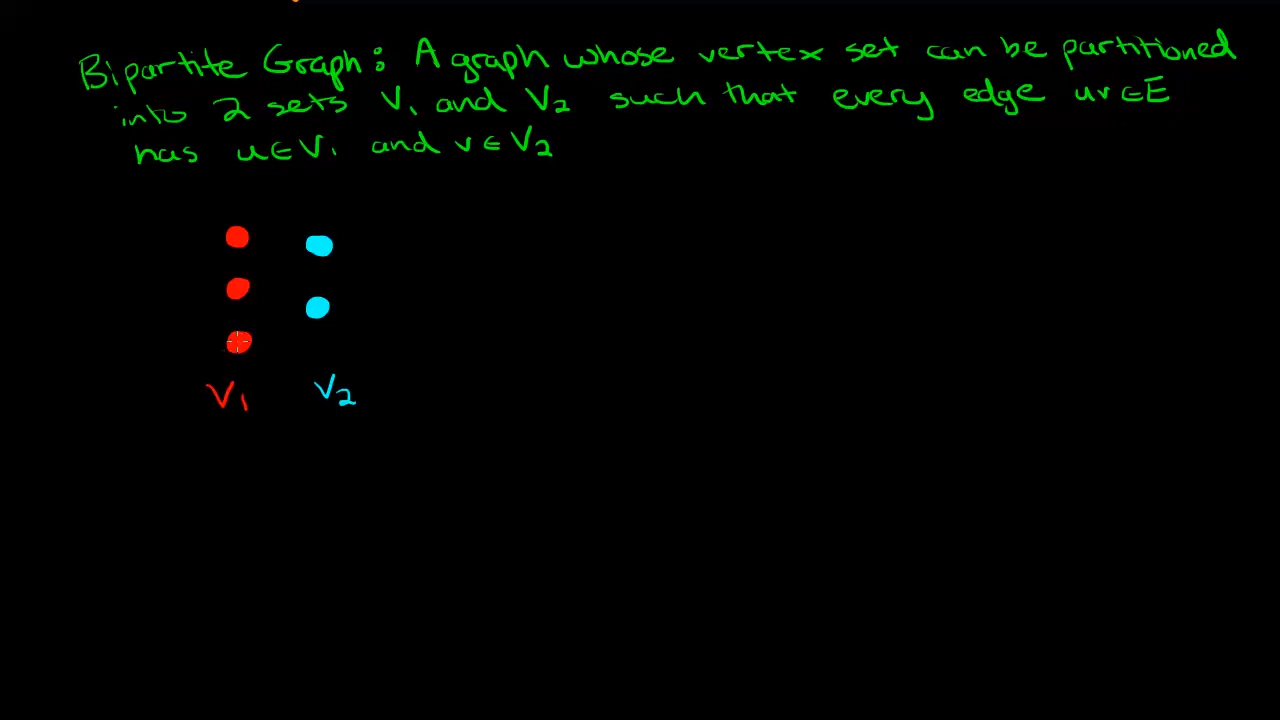 Bipartite Graph: A graph whose vertex set can be partitioned
into 2 sets V₁ and V₂ such that every edge uv∈E
has u∈V₁ and v∈V₂
V₁ V₂